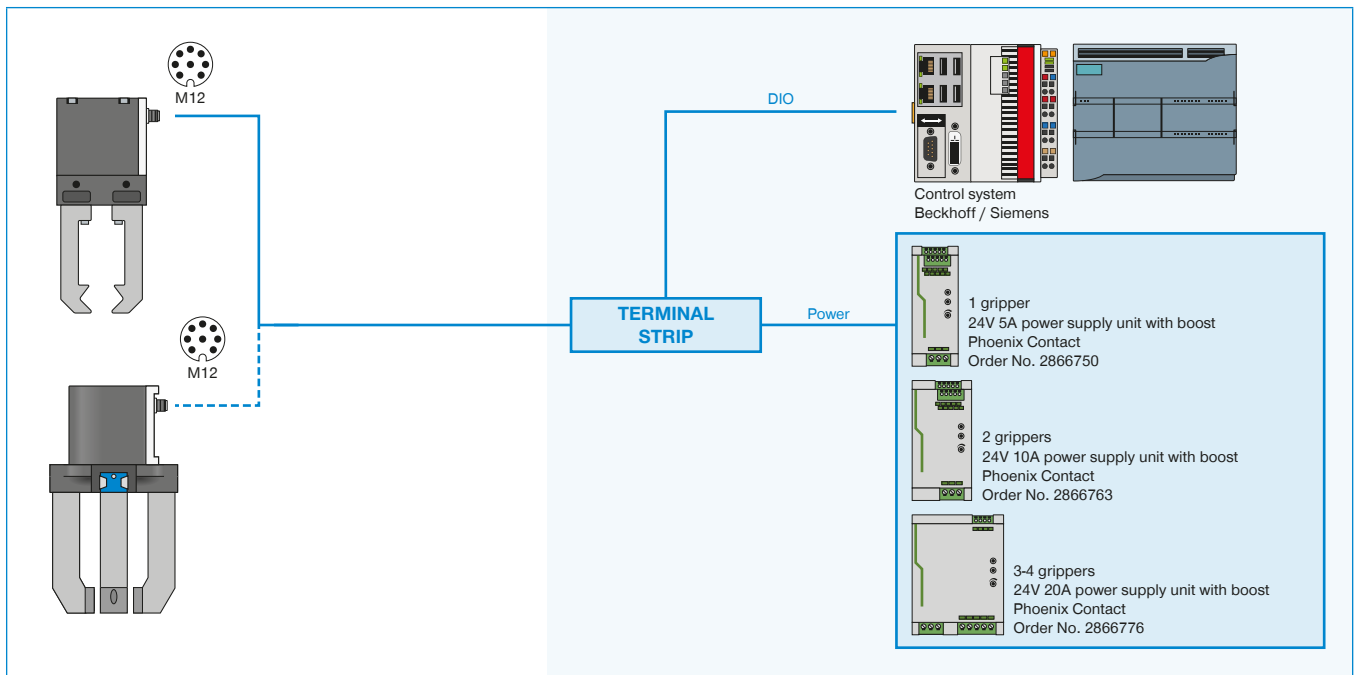 M12
M12
DIO
Control system
Beckhoff / Siemens
TERMINAL
STRIP
Power
1 gripper
24V 5A power supply unit with boost
Phoenix Contact
Order No. 2866750
2 grippers
24V 10A power supply unit with boost
Phoenix Contact
Order No. 2866763
3-4 grippers
24V 20A power supply unit with boost
Phoenix Contact
Order No. 2866776